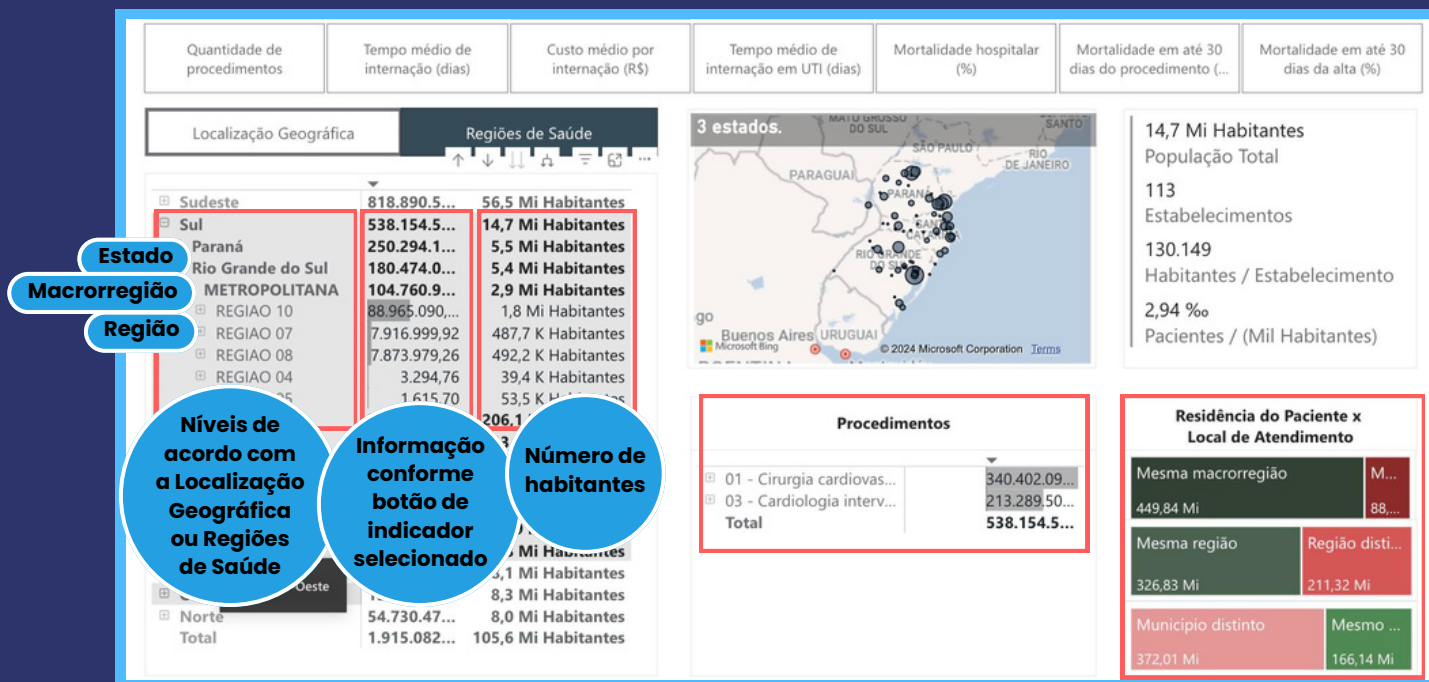 Quantidade de
procedimentos
Tempo médio de
internação (dias)
Custo médio por
internação (R$)
Tempo médio de
internação em UTI (dias)
Mortalidade hospitalar
(%)
Mortalidade em até 30
dias do procedimento (...
Mortalidade em até 30
dias da alta (%)
Localização Geográfica
Regiões de Saúde
Sudeste 818.890.5... 56,5 Mi Habitantes
Sul 538.154.5... 14,7 Mi Habitantes
Paraná 250.294.1... 5,5 Mi Habitantes
Rio Grande do Sul 180.474.0... 5,4 Mi Habitantes
METROPOLITANA 104.760.9... 2,9 Mi Habitantes
REGIAO 10 88.965.090,... 1,8 Mi Habitantes
REGIAO 07 7.916.999,92 487,7 K Habitantes
REGIAO 08 7.873.979,26 492,2 K Habitantes
REGIAO 04 3.294,76 39,4 K Habitantes
1.615,70 53,5 K
206,1
Mi Habitantes
Mi Habitantes
8,3 Mi Habitantes
Norte 54.730.47... 8,0 Mi Habitantes
Total 1.915.082... 105,6 Mi Habitantes
Oeste
Estado
Macrorregião
Região
Níveis de
acordo com
a Localização
Geográfica
ou Regiões
de Saúde
Informação
conforme
botão de
indicador
selecionado
Número de
habitantes
3 estados.
MATO GROSSO
DO SUL
SANTO
SÃO PAULO
RIO
DE JANEIRO
PARAGUAI
PARANÁ
SANTA
CATARINA
RIO GRANDE
DO SUL
go
Buenos Aires
URUGUAI
Microsoft Bing
© 2024 Microsoft Corporation Terms
14,7 Mi Habitantes
População Total
113
Estabelecimentos
130.149
Habitantes / Estabelecimento
2,94 ‰
Pacientes / (Mil Habitantes)
Procedimentos
01 - Cirurgia cardiovas... 340.402.09...
03 - Cardiologia interv... 213.289.50...
Total 538.154.5...
Residência do Paciente x
Local de Atendimento
Mesma macrorregião
449,84 Mi
M...
88,...
Mesma região
326,83 Mi
Região disti...
211,32 Mi
Município distinto
372,01 Mi
Mesmo ...
166,14 Mi